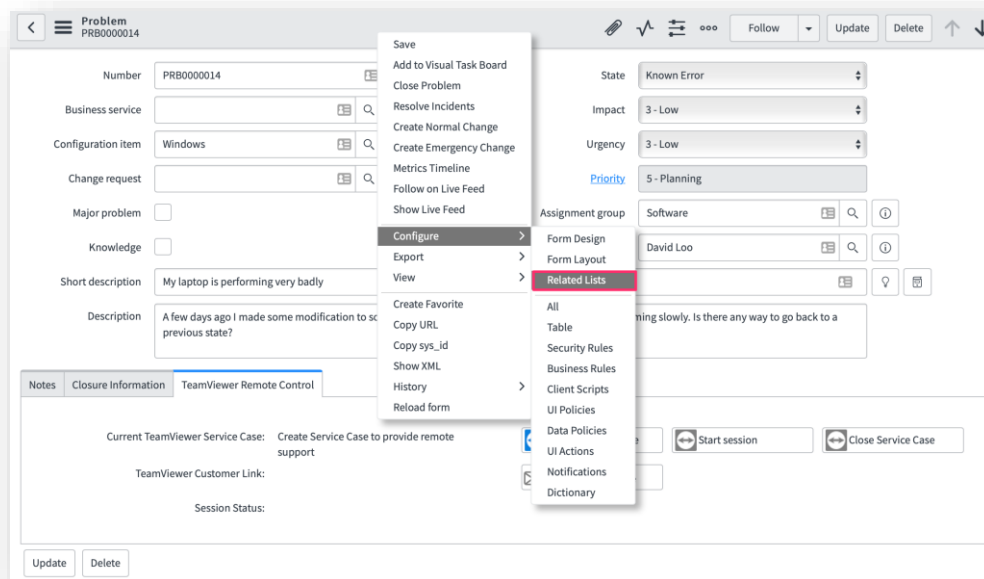 Problem
PRB0000014
Follow
Update
Delete
Number
PRB0000014
Business service
Configuration item
Windows
Change request
Major problem
Knowledge
Short description
My laptop is performing very badly
Description
A few days ago I made some modification to
previous state?
ning slowly. Is there any way to go back to a
State
Known Error
Impact
3 - Low
Urgency
3 - Low
Priority
5 - Planning
Assignment group
Software
David Loo
Save
Add to Visual Task Board
Close Problem
Resolve Incidents
Create Normal Change
Create Emergency Change
Metrics Timeline
Follow on Live Feed
Show Live Feed
Configure
Export
View
Create Favorite
Copy URL
Copy sys_id
Show XML
History
Reload form
Form Design
Form Layout
Related Lists
All
Table
Security Rules
Business Rules
Client Scripts
UI Policies
Data Policies
UI Actions
Notifications
Dictionary
Notes
Closure Information
TeamViewer Remote Control
Current TeamViewer Service Case:
Create Service Case to provide remote
support
Start session
Close Service Case
TeamViewer Customer Link:
Session Status:
Update
Delete